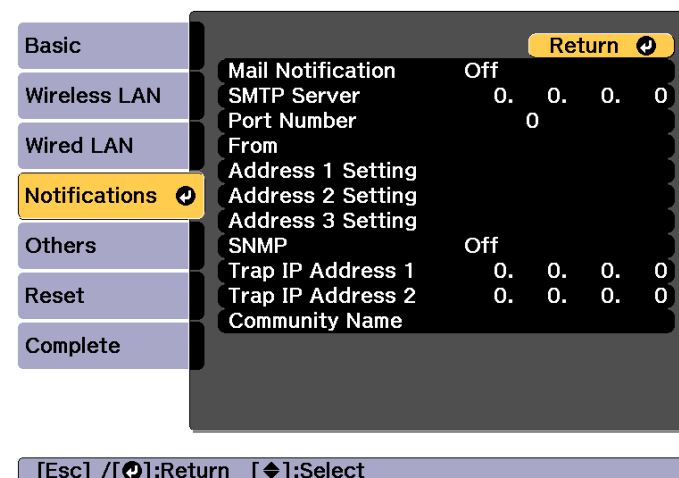 Basic
Wireless LAN
Wired LAN
Notifications
Others
Reset
Complete
Return
Mail Notification Off
SMTP Server 0. 0. 0. 0
Port Number 0
From
Address 1 Setting
Address 2 Setting
Address 3 Setting
SNMP Off
Trap IP Address 1 0. 0. 0. 0
Trap IP Address 2 0. 0. 0. 0
Community Name
[Esc] /[⏎]:Return [◆]:Select